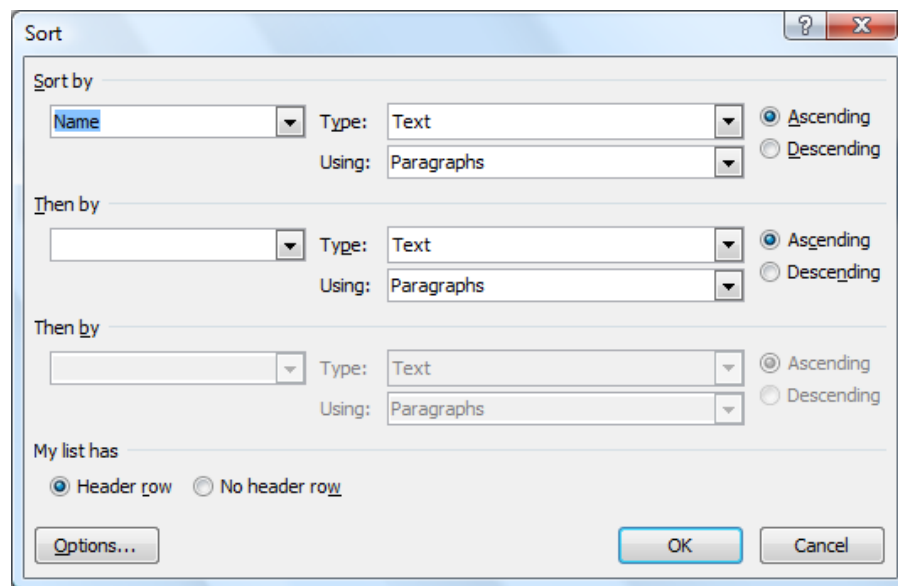 Sort ?
Sort by
Name Type: Text Ascending
Using: Paragraphs Descending
Then by
Type: Text Ascending
Using: Paragraphs Descending
Then by
Type: Text Ascending
Using: Paragraphs Descending
My list has
Header row No header row
Options... OK Cancel